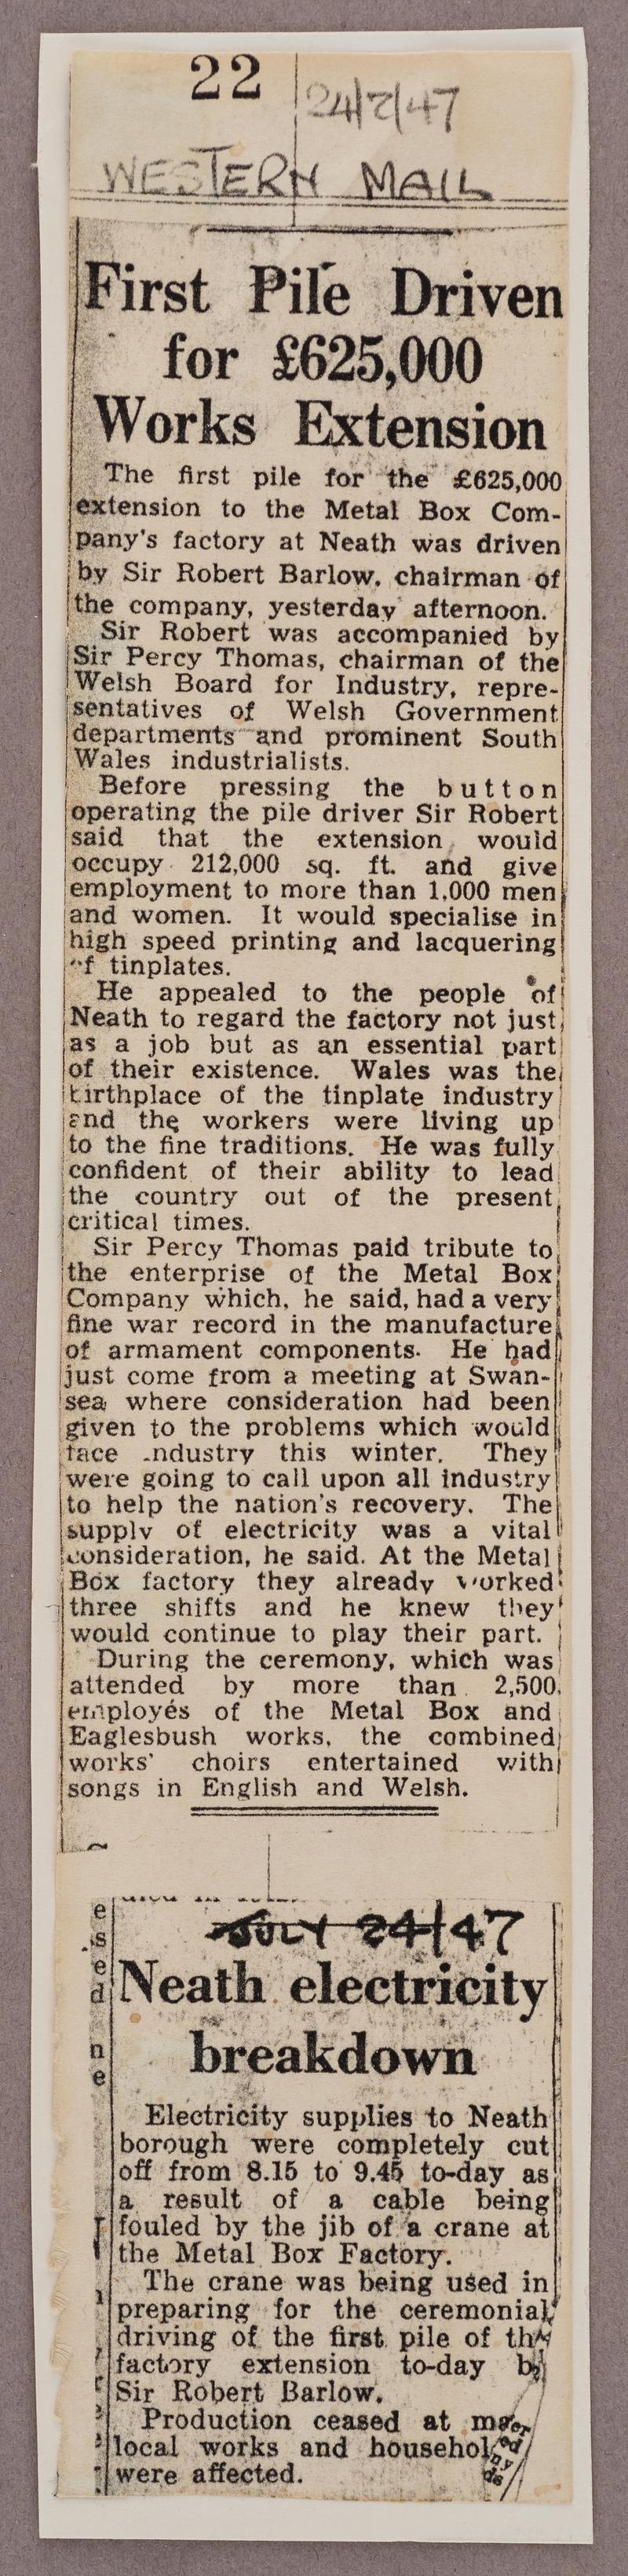 22
24/7/47
WESTERN MAIL
First Pile Driven
for £625,000
Works Extension
The first pile for the £625,000
extension to the Metal Box Com-
pany's factory at Neath was driven
by Sir Robert Barlow, chairman of
the company, yesterday afternoon.
Sir Robert was accompanied by
Sir Percy Thomas, chairman of the
Welsh Board for Industry, repre-
sentatives of Welsh Government
departments and prominent South
Wales industrialists.
Before pressing the button
operating the pile driver Sir Robert
said that the extension would
occupy 212,000 sq. ft. and give
employment to more than 1,000 men
and women. It would specialise in
high speed printing and lacquering
of tinplates.
He appealed to the people of
Neath to regard the factory not just
as a job but as an essential part
of their existence. Wales was the
birthplace of the tinplate industry
and the workers were living up
to the fine traditions. He was fully
confident of their ability to lead
the country out of the present
critical times.
Sir Percy Thomas paid tribute to
the enterprise of the Metal Box
Company which, he said, had a very
fine war record in the manufacture
of armament components. He had
just come from a meeting at Swan-
sea where consideration had been
given to the problems which would
face industry this winter. They
were going to call upon all industry
to help the nation's recovery. The
supply of electricity was a vital
consideration, he said. At the Metal
Box factory they already worked
three shifts and he knew they
would continue to play their part.
During the ceremony, which was
attended by more than 2,500
employés of the Metal Box and
Eaglesbush works, the combined
works' choirs entertained with
songs in English and Welsh.
JULY 24/47
Neath electricity
breakdown
Electricity supplies to Neath
borough were completely cut
off from 8.15 to 9.45 to-day as
a result of a cable being
fouled by the jib of a crane at
the Metal Box Factory.
The crane was being used in
preparing for the ceremonial
driving of the first pile of the
factory extension to-day by
Sir Robert Barlow.
Production ceased at
local works and households
were affected.